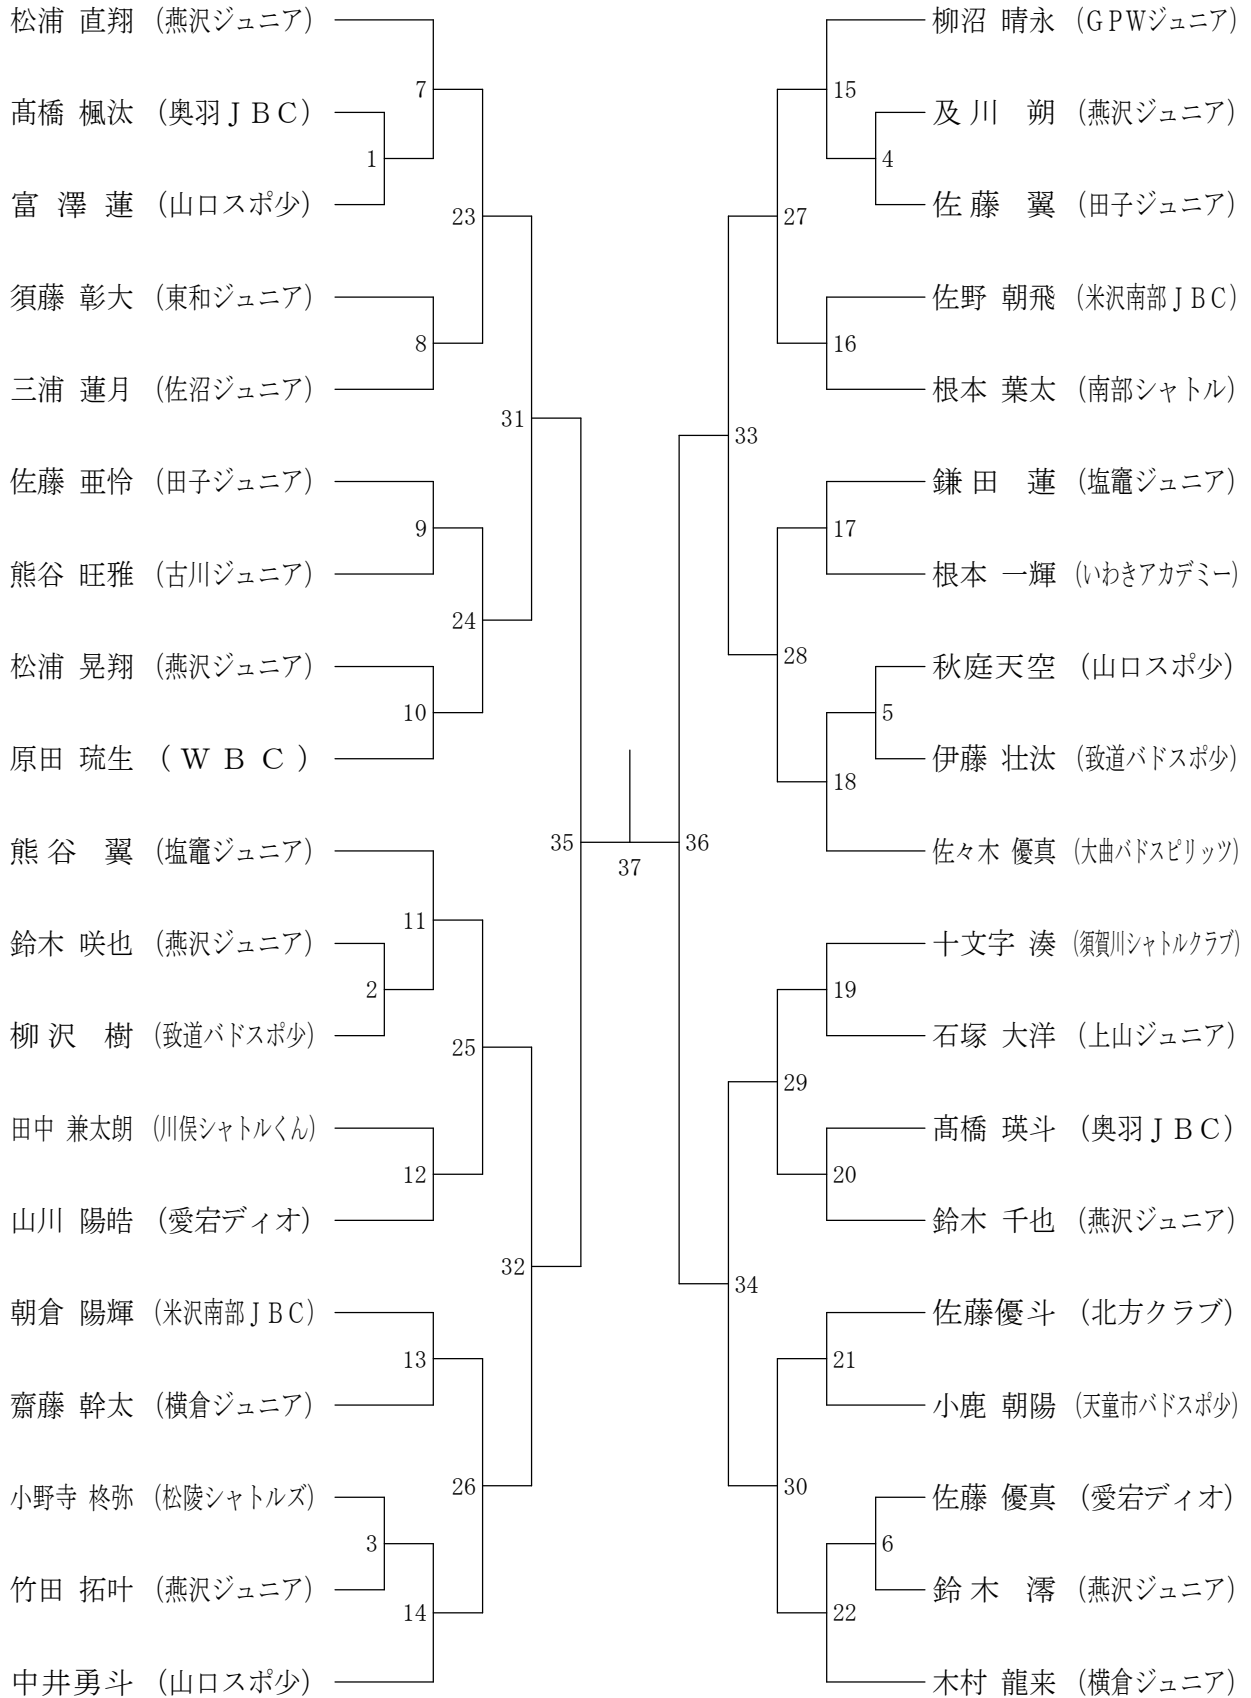 松浦 直翔 (燕沢ジュニア)
7
髙橋 楓汰 (奥羽ＪＢＣ)
1
富澤 蓮 (山口スポ少)
23
須藤 彰大 (東和ジュニア)
8
三浦 蓮月 (佐沼ジュニア)
31
佐藤 亜怜 (田子ジュニア)
9
熊谷 旺雅 (古川ジュニア)
24
松浦 晃翔 (燕沢ジュニア)
10
原田 琉生 (ＷＢＣ)
35
熊谷 翼 (塩竈ジュニア)
11
鈴木 咲也 (燕沢ジュニア)
2
柳沢 樹 (致道バドスポ少)
25
田中 兼太朗 (川俣シャトルくん)
12
山川 陽皓 (愛宕ディオ)
32
朝倉 陽輝 (米沢南部ＪＢＣ)
13
齋藤 幹太 (横倉ジュニア)
26
小野寺 柊弥 (松陵シャトルズ)
3
竹田 拓叶 (燕沢ジュニア)
14
中井勇斗 (山口スポ少)
37
柳沼 晴永 (ＧＰＷジュニア)
15
及川 朔 (燕沢ジュニア)
4
佐藤 翼 (田子ジュニア)
27
佐野 朝飛 (米沢南部ＪＢＣ)
16
根本 葉太 (南部シャトル)
33
鎌田 蓮 (塩竈ジュニア)
17
根本 一輝 (いわきアカデミー)
28
秋庭天空 (山口スポ少)
5
伊藤 壮汰 (致道バドスポ少)
18
佐々木 優真 (大曲バドスピリッツ)
36
十文字 湊 (須賀川シャトルクラブ)
19
石塚 大洋 (上山ジュニア)
29
髙橋 瑛斗 (奥羽ＪＢＣ)
20
鈴木 千也 (燕沢ジュニア)
34
佐藤優斗 (北方クラブ)
21
小鹿 朝陽 (天童市バドスポ少)
30
佐藤 優真 (愛宕ディオ)
6
鈴木 澪 (燕沢ジュニア)
22
木村 龍来 (横倉ジュニア)